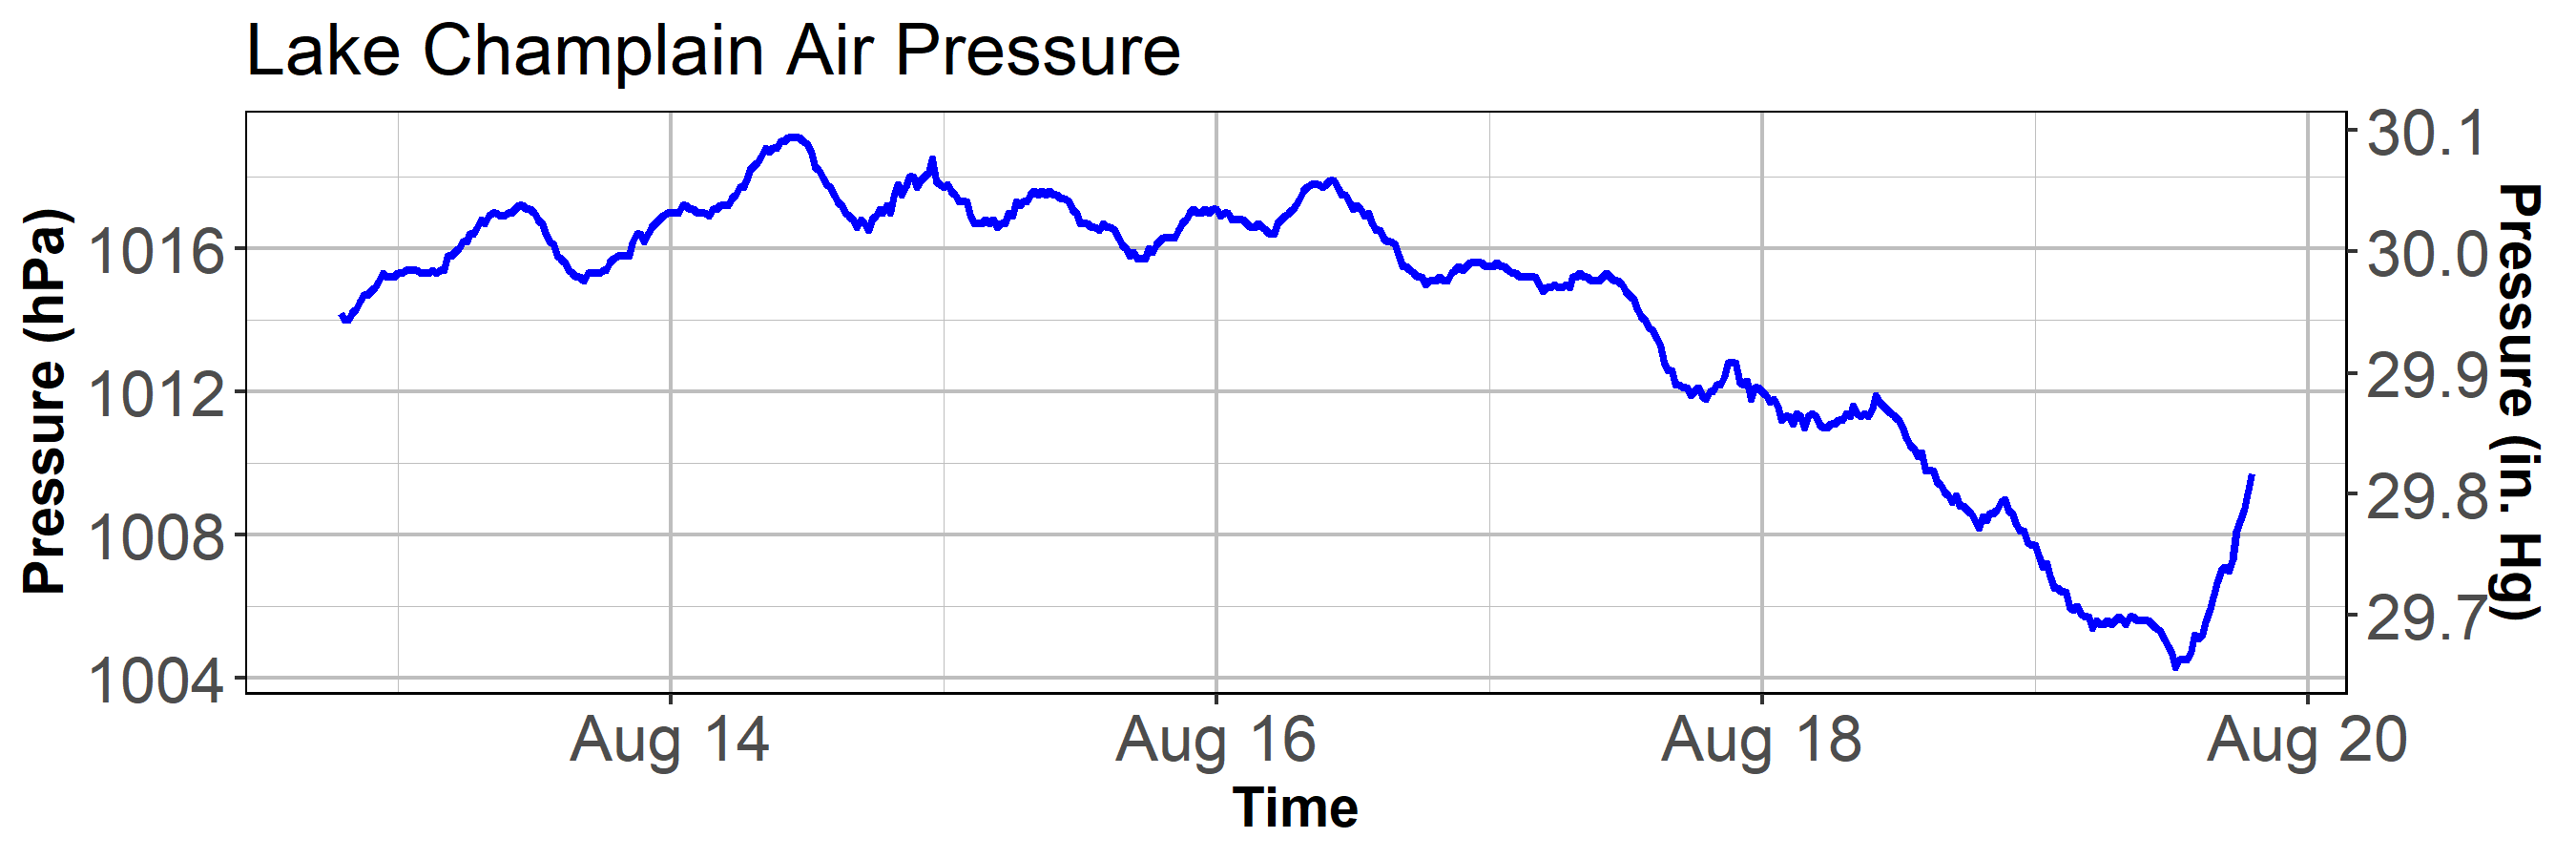 Lake Champlain Air Pressure
Pressure (hPa)
1016
1012
1008
1004
30.1
30.0
29.9
29.8
29.7
Pressure (in. Hg)
Aug 14 Aug 16 Aug 18 Aug 20
Time